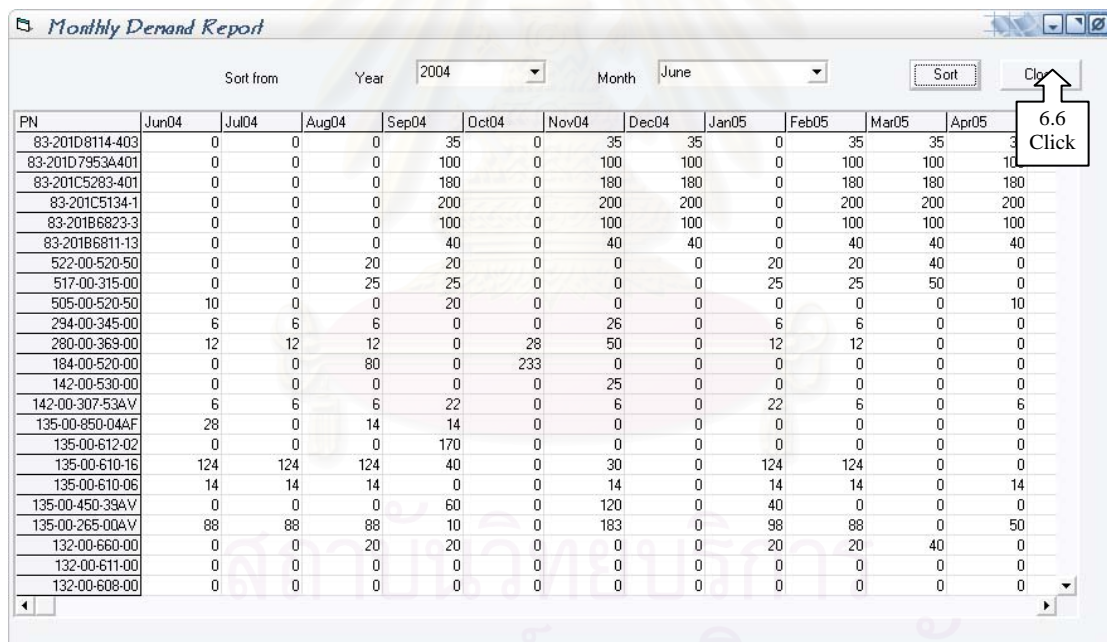 Monthly Demand Report
Sort from Year 2004 Month June Sort
6.6
Click
PN Jun04 Jul04 Aug04 Sep04 Oct04 Nov04 Dec04 Jan05 Feb05 Mar05 Apr05
83-201D8114-403 0 0 0 35 0 35 35 0 35 35
83-201D7953A401 0 0 0 100 0 100 100 0 100 100
83-201C5283-401 0 0 0 180 0 180 180 0 180 180 180
83-201C5134-1 0 0 0 200 0 200 200 0 200 200 200
83-201B6823-3 0 0 0 100 0 100 100 0 100 100 100
83-201B6811-13 0 0 0 40 0 40 40 0 40 40 40
522-00-520-50 0 0 20 20 0 0 0 20 20 40 0
517-00-315-00 0 0 25 25 0 0 0 25 25 50 0
505-00-520-50 10 0 0 20 0 0 0 0 0 0 10
294-00-345-00 6 6 6 0 0 26 0 6 6 0 0
280-00-369-00 12 12 12 0 28 50 0 12 12 0 0
184-00-520-00 0 0 80 0 233 0 0 0 0 0 0
142-00-530-00 0 0 0 0 0 25 0 0 0 0 0
142-00-307-53AV 6 6 6 22 0 6 0 22 6 0 6
135-00-850-04AF 28 0 14 14 0 0 0 0 0 0 0
135-00-612-02 0 0 0 170 0 0 0 0 0 0 0
135-00-610-16 124 124 124 40 0 30 0 124 124 0 0
135-00-610-06 14 14 14 0 0 14 0 14 14 0 14
135-00-450-39AV 0 0 0 60 0 120 0 40 0 0 0
135-00-265-00AV 88 88 88 10 0 183 0 98 88 0 50
132-00-660-00 0 0 20 20 0 0 0 20 20 40 0
132-00-611-00 0 0 0 0 0 0 0 0 0 0 0
132-00-608-00 0 0 0 0 0 0 0 0 0 0 0
สถาบันวิทยบริการ